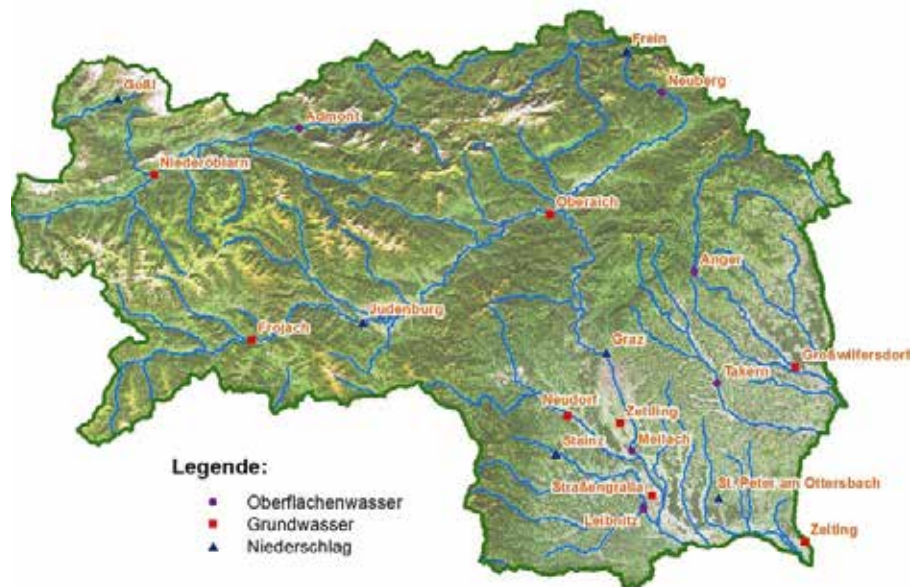 Frein
Gößl
Neuberg
Admont
Niederöblarn
Oberaich
Anger
Judenburg
Frojach
Graz
Großwilfersdorf
Takern
Neudorf
Zettling
Mellach
Stainz
Legende:
Straßengralla
St. Peter am Ottersbach
Oberflächenwasser
Leibnitz
Grundwasser
Zelting
Niederschlag